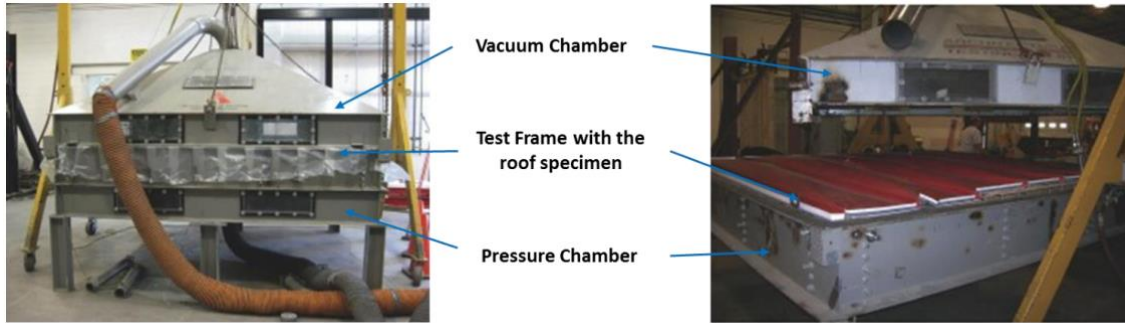 Vacuum Chamber
Test Frame with the
roof specimen
Pressure Chamber